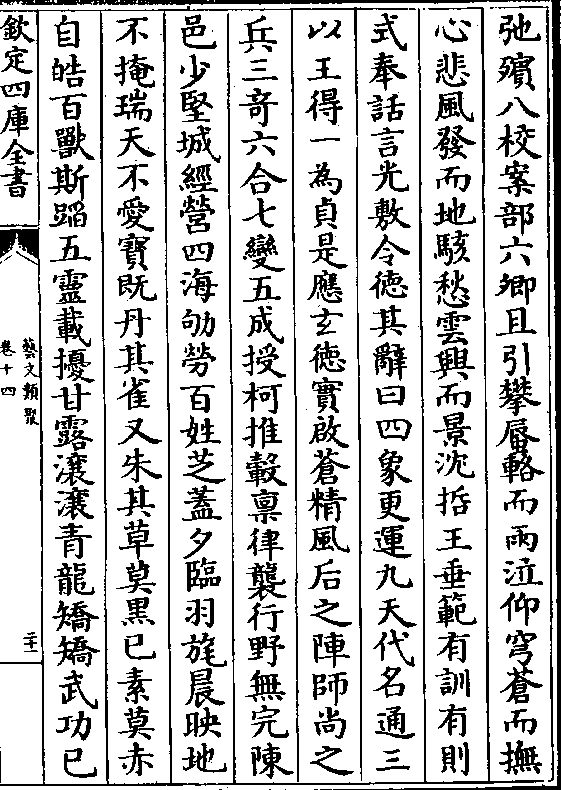 弛殯八校案部六卿且引攀蜃輅而雨泣仰穹蒼而撫
心悲風發而地駭愁雲興而景沈哲王垂範有訓有則
式奉話言光敷令徳其辭曰四象更運九天代名通三
以王得一為貞是應玄徳實啟蒼精風后之陣師尚之
兵三竒六合七變五成授柯推轂禀律襲行野無完陳
邑少堅城經營四海劬勞百姓芝蓋夕臨羽旄晨映地
不掩瑞天不愛寶既丹其雀又朱其草莫黒已素莫赤
自皓百獸斯蹈五靈載擾甘露瀼瀼青龍矯矯武功已
欽定四庫全書
藝文類聚
卷十四
二十